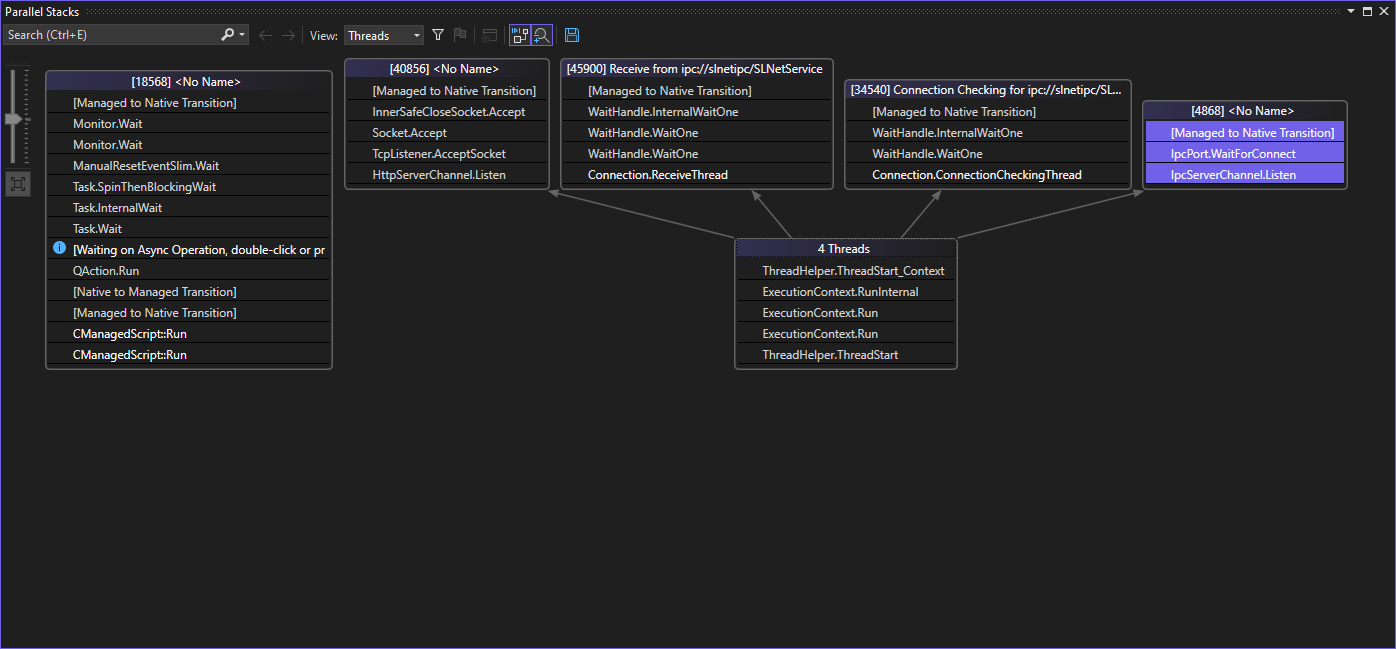 Parallel Stacks
Search (Ctrl+E)
View:
Threads
[18568] <No Name>
[Managed to Native Transition]
Monitor.Wait
Monitor.Wait
ManualResetEventSlim.Wait
Task.SpinThenBlockingWait
Task.InternalWait
Task.Wait
[Waiting on Async Operation, double-click or pr
QAction.Run
[Native to Managed Transition]
[Managed to Native Transition]
CManagedScript::Run
CManagedScript::Run
[40856] <No Name>
[Managed to Native Transition]
InnerSafeCloseSocket.Accept
Socket.Accept
TcpListener.AcceptSocket
HttpServerChannel.Listen
[45900] Receive from ipc://slnetipc/SLNetService
[Managed to Native Transition]
WaitHandle.InternalWaitOne
WaitHandle.WaitOne
WaitHandle.WaitOne
Connection.ReceiveThread
[34540] Connection Checking for ipc://slnetipc/SL...
[Managed to Native Transition]
WaitHandle.InternalWaitOne
WaitHandle.WaitOne
Connection.ConnectionCheckingThread
[4868] <No Name>
[Managed to Native Transition]
IpcPort.WaitForConnect
IpcServerChannel.Listen
4 Threads
ThreadHelper.ThreadStart_Context
ExecutionContext.RunInternal
ExecutionContext.Run
ExecutionContext.Run
ThreadHelper.ThreadStart